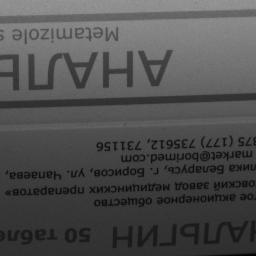 НАЛЬГИН 50 табле
тое акционерное общество
овский завод медицинских препаратов»
лика Беларусь, г. Борисов, ул. Чапаева,
market@borimed.com
375 (177) 735612, 731156
АНАЛЬ
Metamizole s